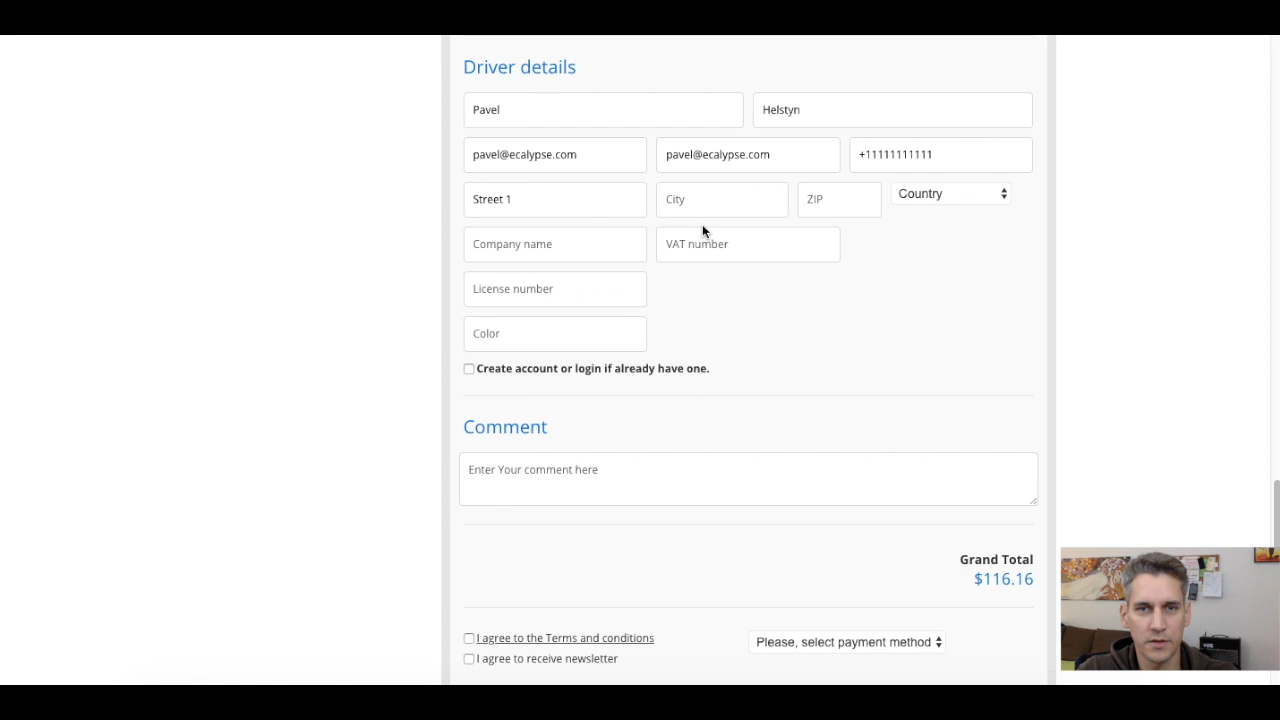 Driver details
Pavel Helstyn
pavel@ecalypse.com pavel@ecalypse.com +11111111111
Street 1 City ZIP Country
Company name VAT number
License number
Color
Create account or login if already have one.
Comment
Enter Your comment here
Grand Total
$116.16
I agree to the Terms and conditions Please, select payment method
I agree to receive newsletter